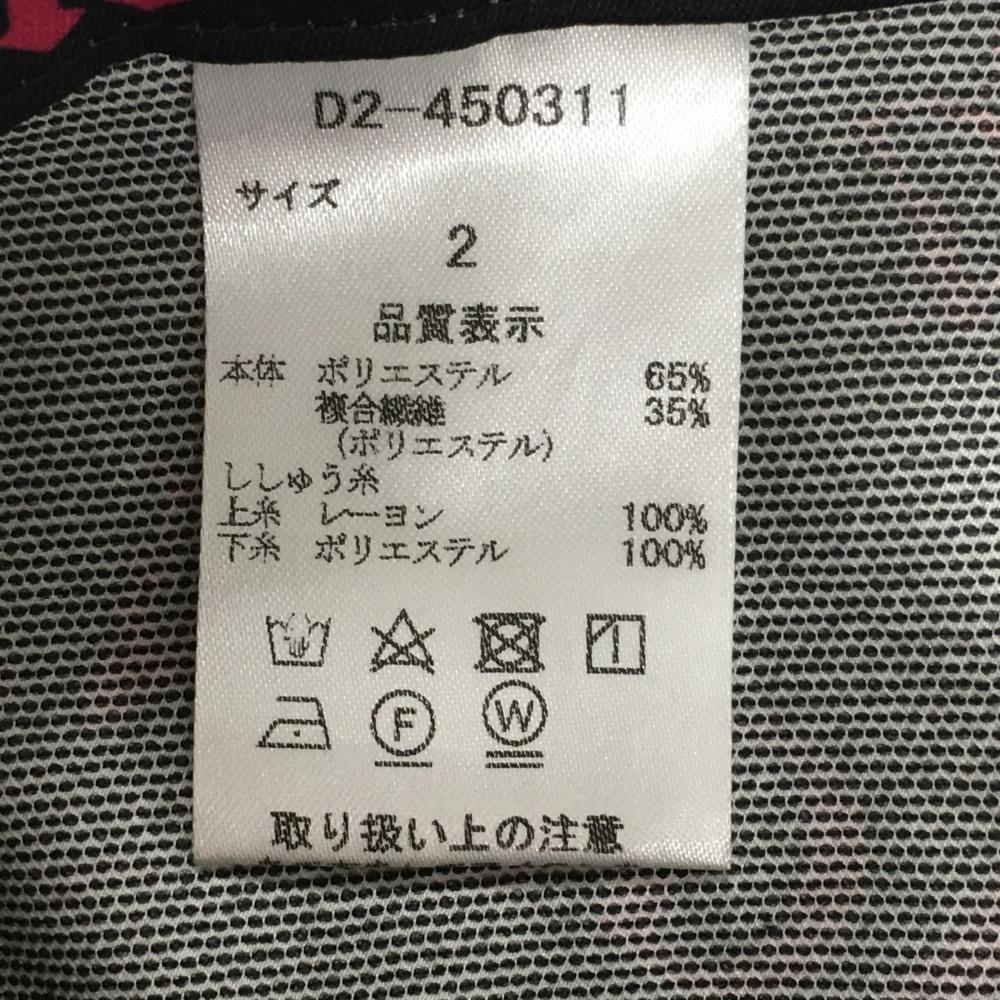 D2-450311
サイズ
2
品質表示
本体 ポリエステル 65%
複合繊維 35%
(ポリエステル)
ししゅう糸
上糸 レーヨン 100%
下糸 ポリエステル 100%
F W
取り扱い上の注意